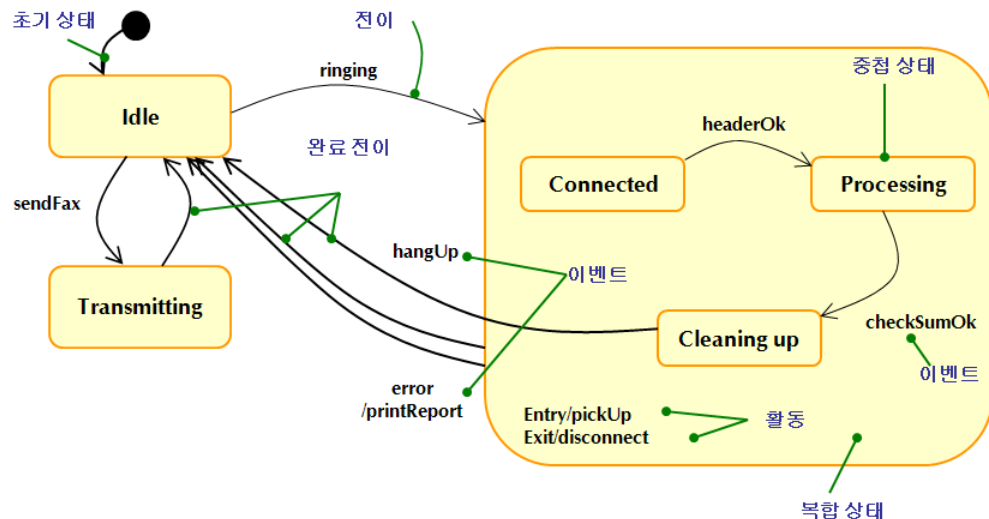 초기 상태
전이
중첩 상태
ringing
Idle
완료 전이
headerOk
Connected
Processing
sendFax
hangUp
이벤트
Transmitting
checkSumOk
Cleaning up
이벤트
error
/printReport
Entry/pickUp
Exit/disconnect
활동
복합 상태